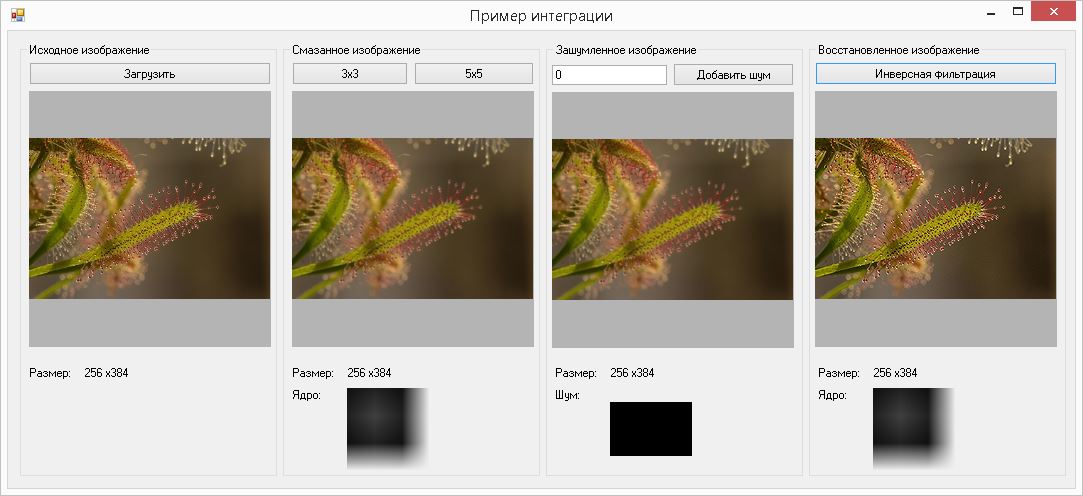 Пример интеграции
Исходное изображение
Загрузить
Размер: 256 x384
Смазанное изображение
3x3 5x5
Размер: 256 x384
Ядро:
Зашумленное изображение
0 Добавить шум
Размер: 256 x384
Шум:
Восстановленное изображение
Инверсная фильтрация
Размер: 256 x384
Ядро: